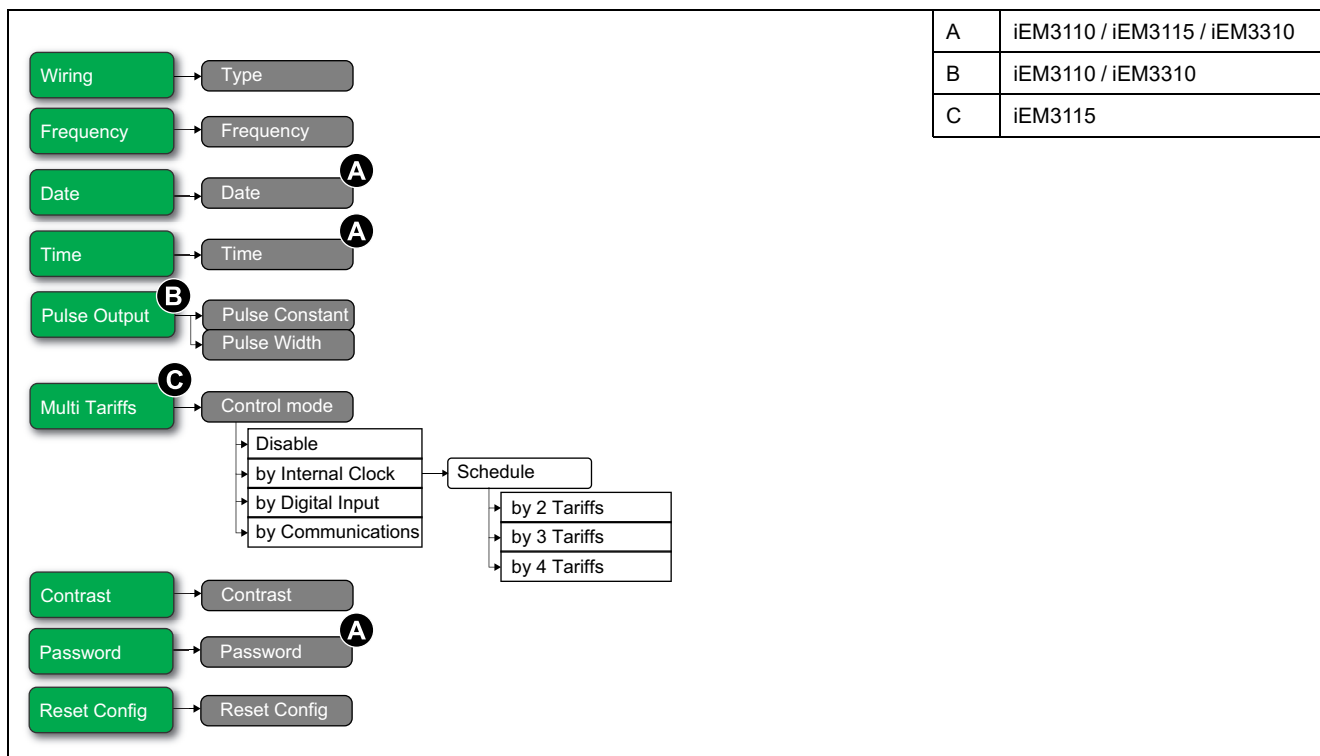 A iEM3110 / iEM3115 / iEM3310
B iEM3110 / iEM3310
C iEM3115
Wiring Type
Frequency Frequency
A
Date Date
A
Time Time
B
Pulse Output Pulse Constant
Pulse Width
C
Multi Tariffs Control mode
Disable
by Internal Clock Schedule
by Digital Input by 2 Tariffs
by Communications by 3 Tariffs
by 4 Tariffs
Contrast Contrast
A
Password Password
Reset Config Reset Config